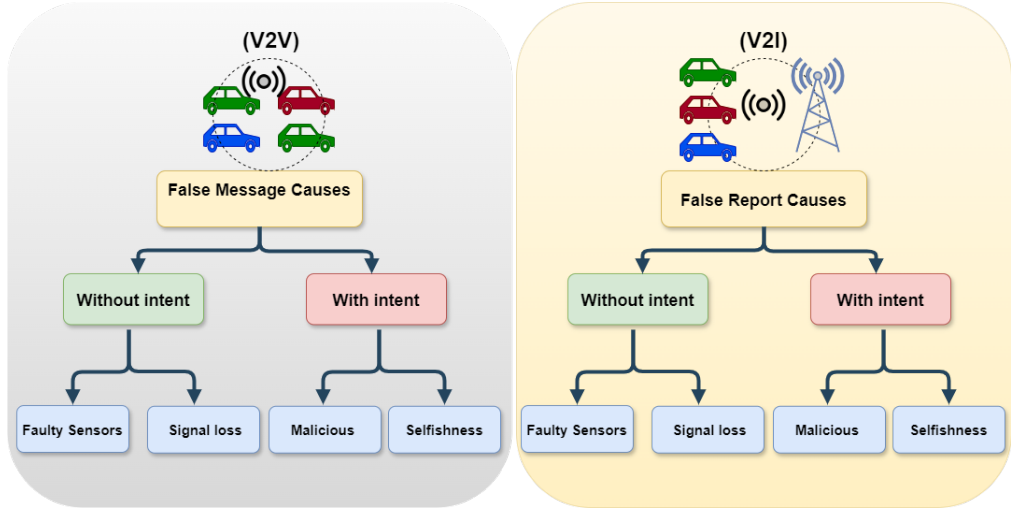 (V2V)
False Message Causes
Without intent
With intent
Faulty Sensors
Signal loss
Malicious
Selfishness
(V2I)
False Report Causes
Without intent
With intent
Faulty Sensors
Signal loss
Malicious
Selfishness